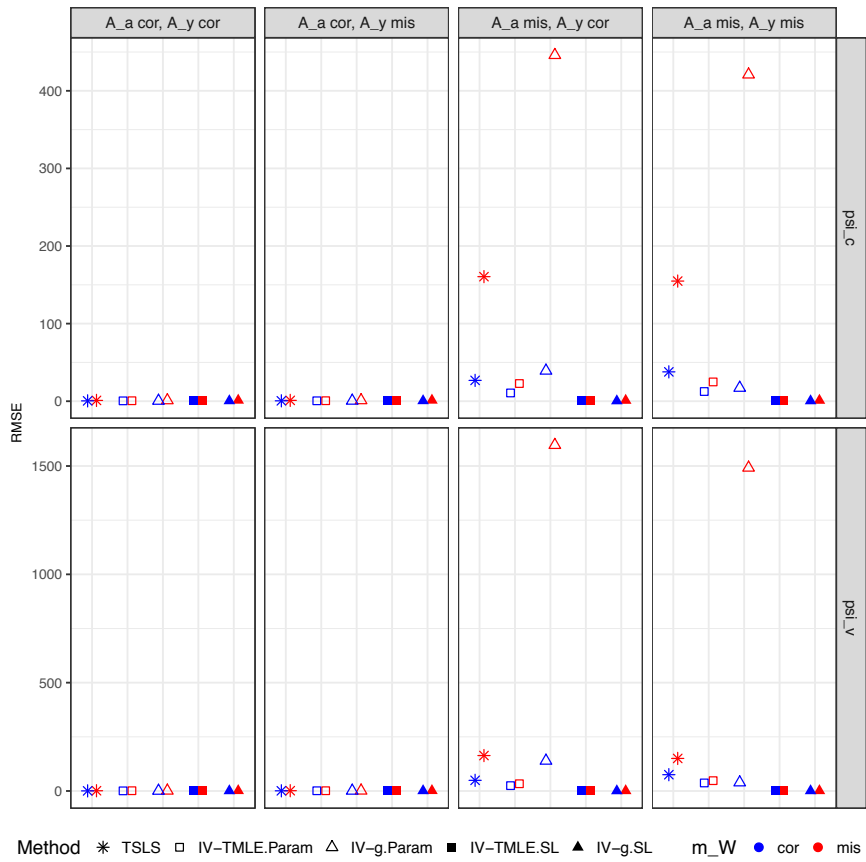 A_a cor, A_y cor
A_a cor, A_y mis
A_a mis, A_y cor
A_a mis, A_y mis
400
300
200
100
0
psi_c
RMSE
1500
1000
500
0
psi_v
Method TSLS IV−TMLE.Param IV−g.Param IV−TMLE.SL IV−g.SL m_W cor mis